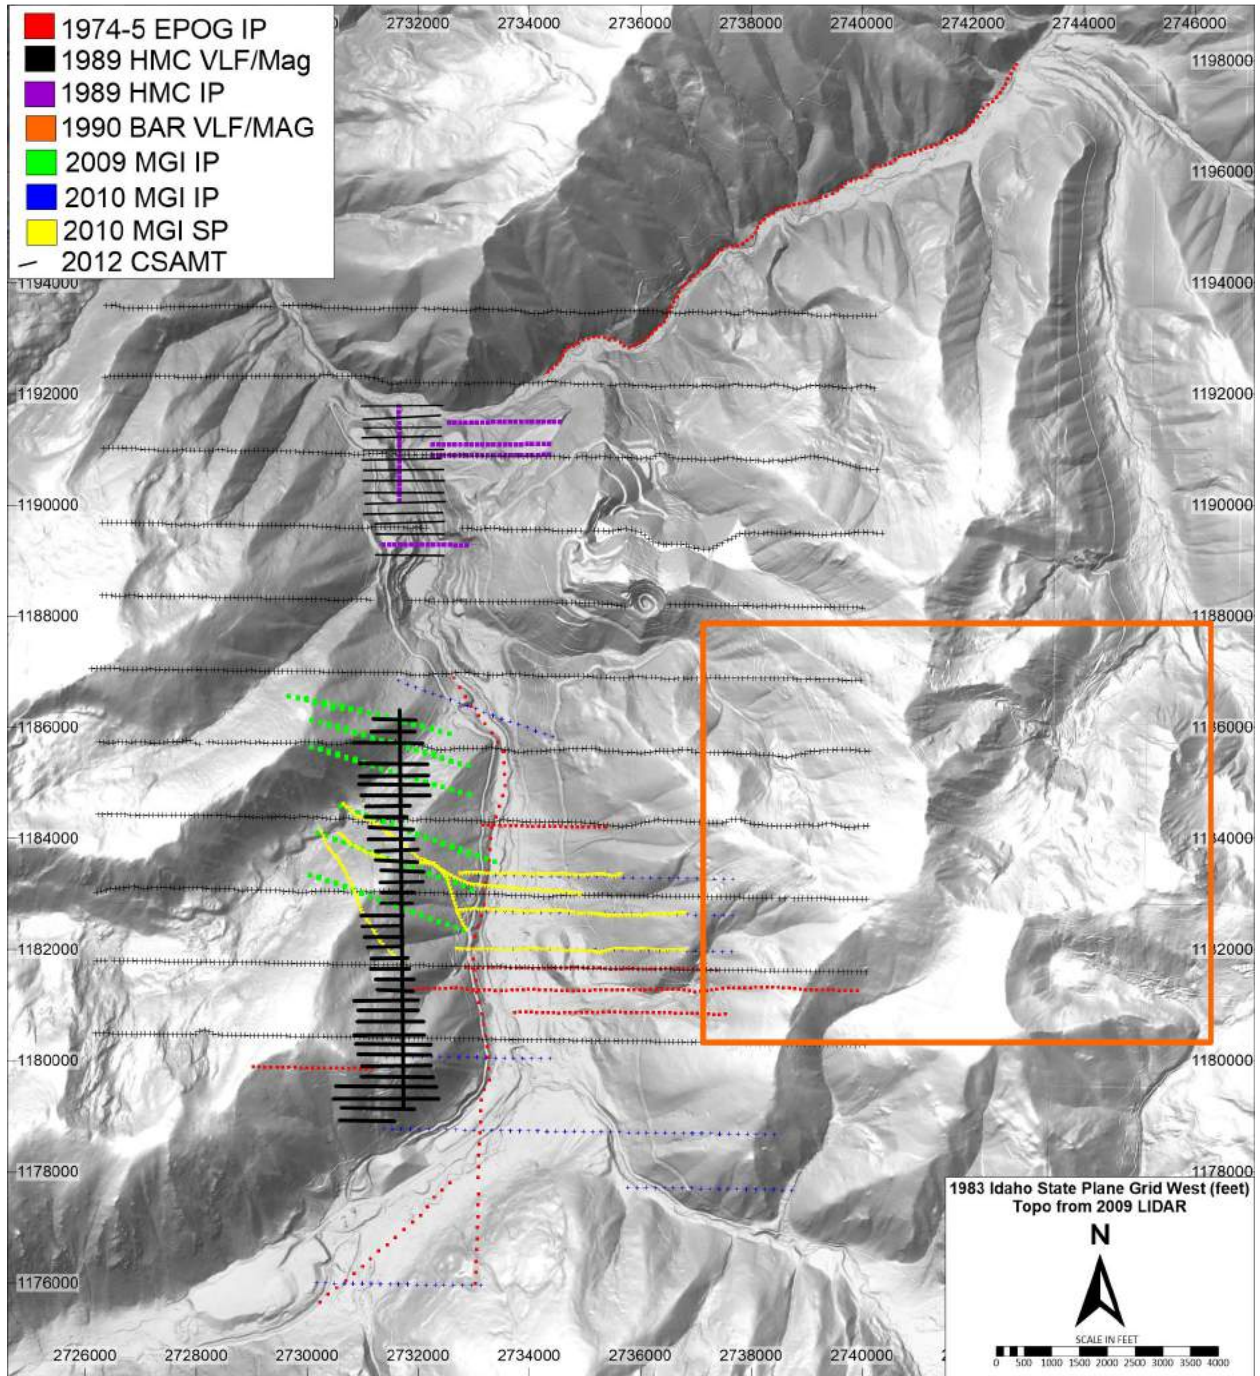 2732000 2734000 2736000 2738000 2740000 2742000 2744000 2746000
1974-5 EPOG IP
1989 HMC VLF/Mag
1989 HMC IP
1990 BAR VLF/MAG
2009 MGI IP
2010 MGI IP
2010 MGI SP
2012 CSAMT
1198000
1196000
1194000 1194000
1192000 1192000
1190000 1190000
1188000 1188000
1186000 1186000
1184000 1184000
1182000 1182000
1180000 1180000
1178000 1178000
1983 Idaho State Plane Grid West (feet)
Topo from 2009 LIDAR
N
1176000
SCALE IN FEET
0 500 1000 1500 2000 2500 3000 3500 4000
2726000 2728000 2730000 2732000 2734000 2736000 2738000 2740000